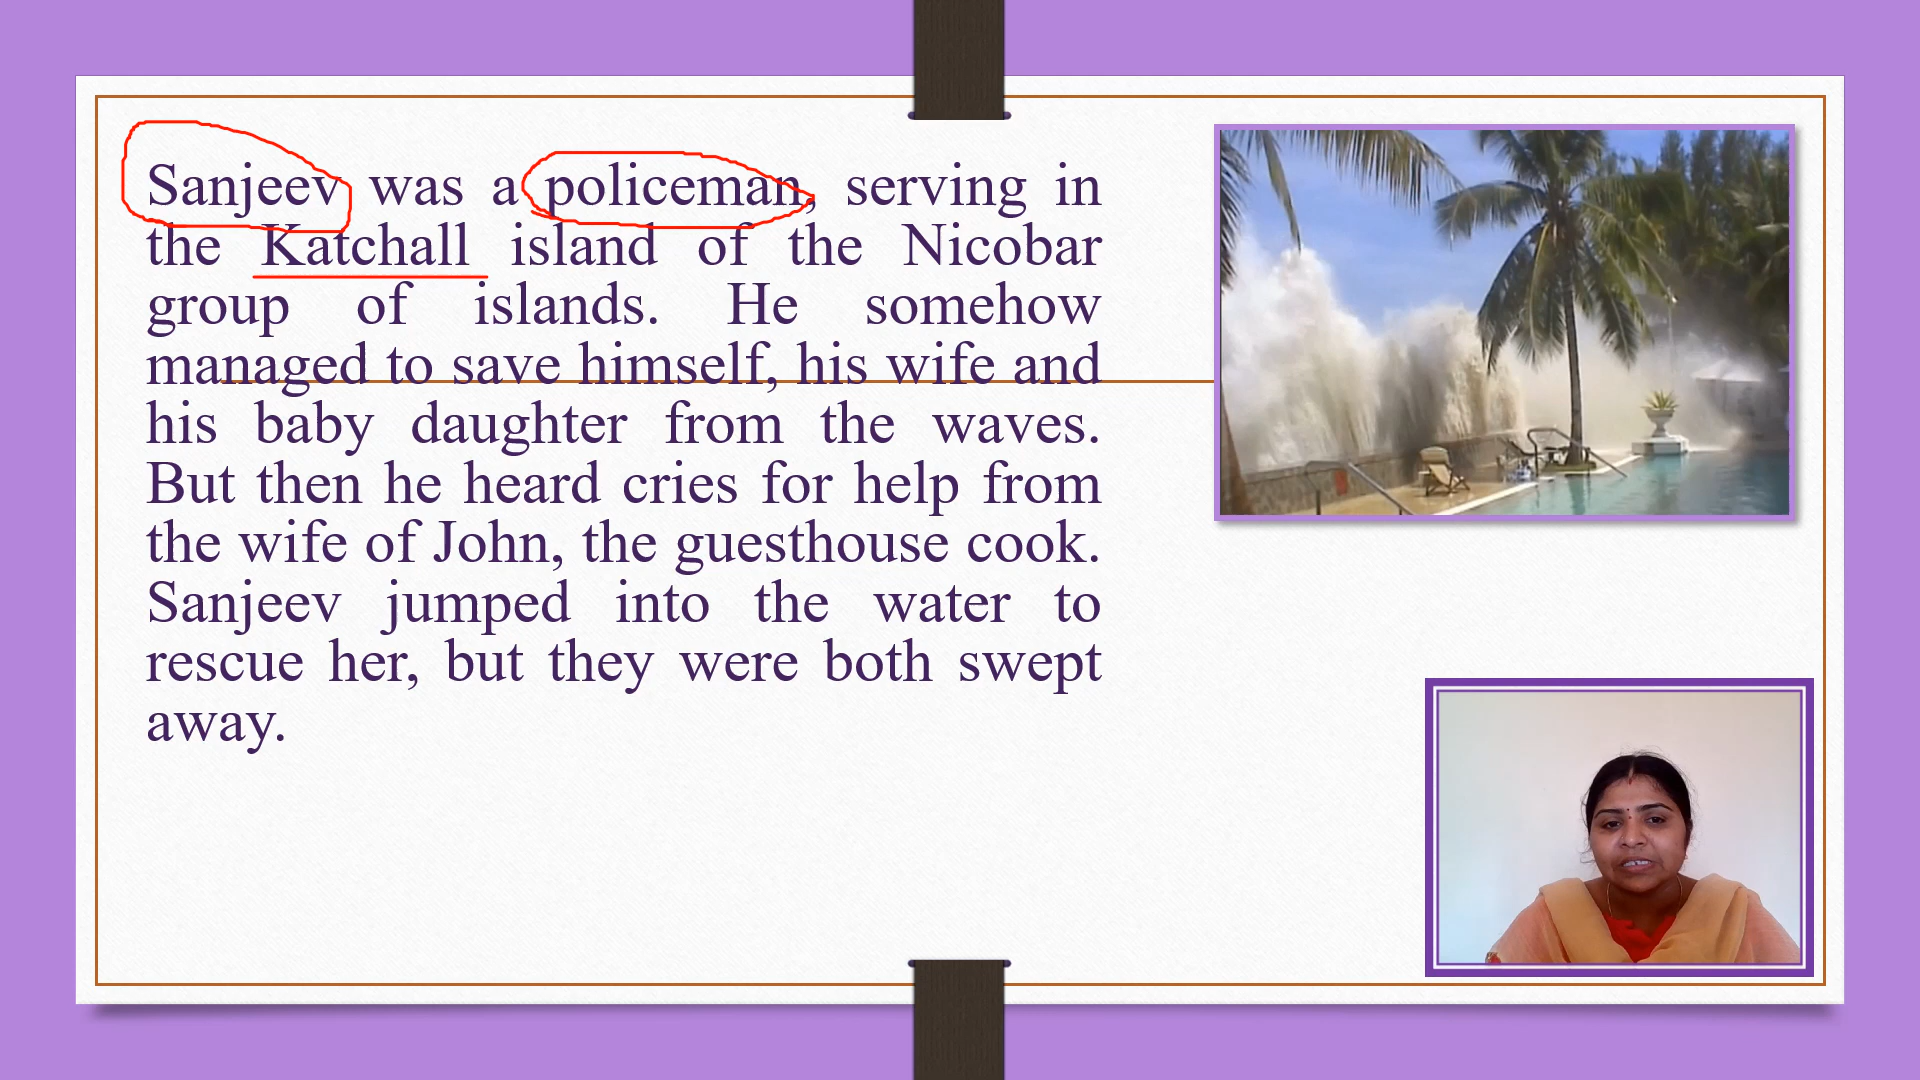 Sanjeev was a policeman, serving in
the Katchall island of the Nicobar
group of islands. He somehow
managed to save himself, his wife and
his baby daughter from the waves.
But then he heard cries for help from
the wife of John, the guesthouse cook.
Sanjeev jumped into the water to
rescue her, but they were both swept
away.